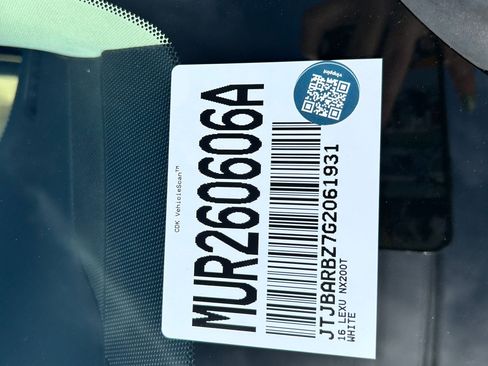 CDK VehicleScan™
MUR260606A
JTJBARBZ7G2061931
16 LEXU NX200T
WHITE